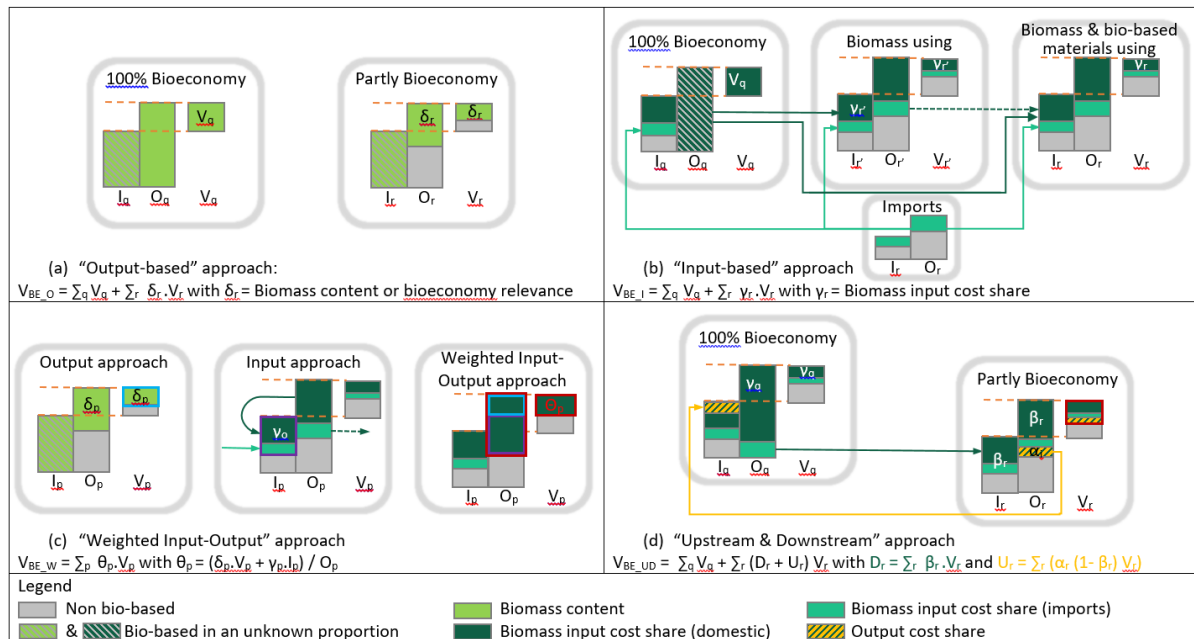 100% Bioeconomy
Partly Bioeconomy
Vq
δr
δr
Iq Oq Vq
Ir Or Vr
(a) "Output-based" approach:
VBE_O = ∑q Vq + ∑r δr.Vr with δr = Biomass content or bioeconomy relevance
100% Bioeconomy
Biomass using
Biomass & bio-based
materials using
Vq
γr'
γr'
γr
Iq Oq Vq
Ir' Or' Vr'
Ir Or Vr
Imports
Ir Or
(b) "Input-based" approach
VBE_I = ∑q Vq + ∑r γr.Vr with γr = Biomass input cost share
Output approach
Input approach
Weighted Input-
Output approach
δp
δp
Ip Op Vp
Ip Op Vp
θp
Ip Op Vp
(c) "Weighted Input-Output" approach
VBE_W = ∑p θp.Vp with θp = (δp.Vp + γp.Ip) / Op
100% Bioeconomy
Partly Bioeconomy
Iq Oq Vq
βr
βr
αr
Ir Or Vr
(d) "Upstream & Downstream" approach
VBE_UD = ∑q Vq + ∑r (Dr + Ur) Vr with Dr = ∑r βr.Vr and Ur = ∑r (αr (1- βr) Vr)
Legend
Non bio-based
Biomass content
Biomass input cost share (imports)
& Bio-based in an unknown proportion
Biomass input cost share (domestic)
Output cost share